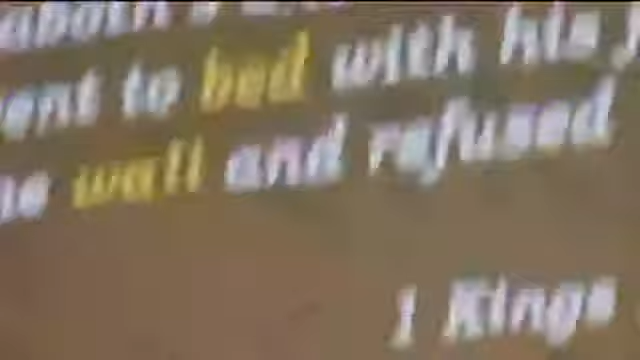 ent to bed with his
wall and refused
1 Kings